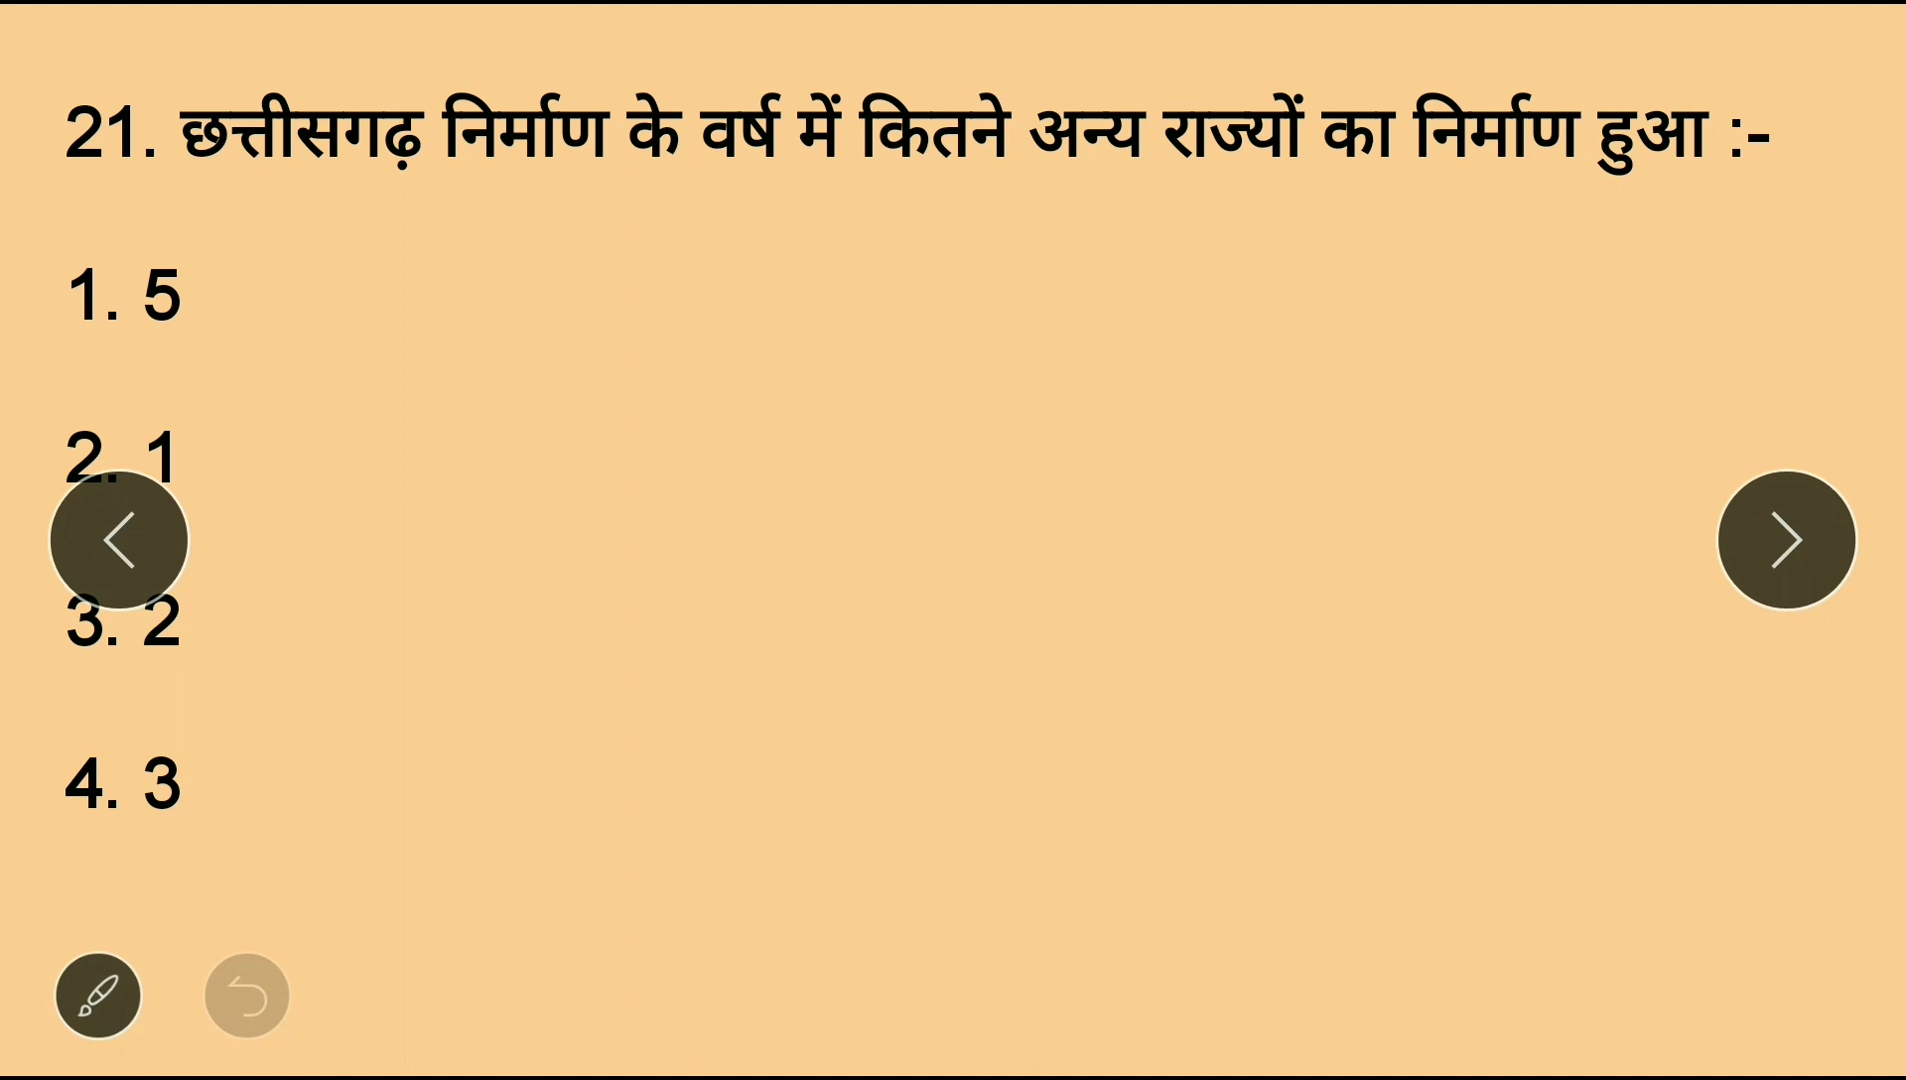 21. छत्तीसगढ़ निर्माण के वर्ष में कितने अन्य राज्यों का निर्माण हुआ :-
1. 5
2. 1
3. 2
4. 3